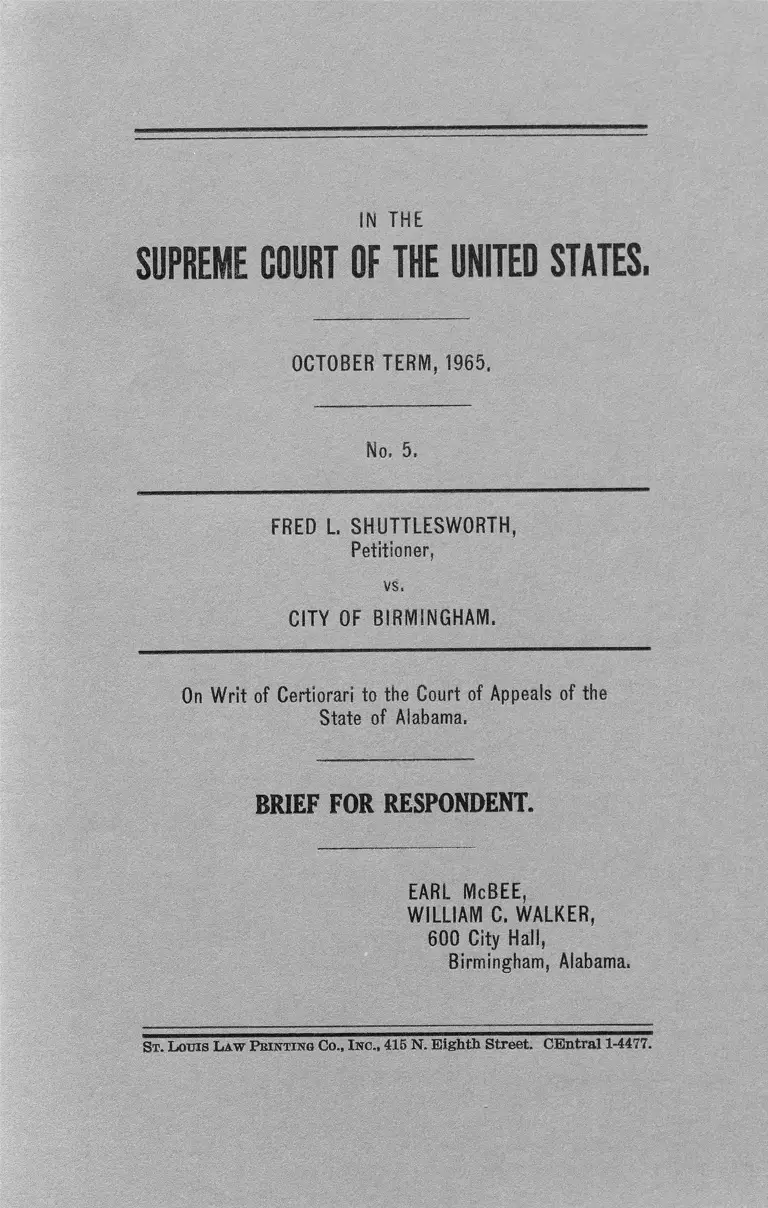 IN THE
SUPREME COURT OF THE UNITED STATES.
OCTOBER TERM, 1965.
No. 5.
FRED L. SHUTTLESWORTH,
Petitioner,
vs.
CITY OF BIRMINGHAM.
On Writ of Certiorari to the Court of Appeals of the
State of Alabama.
BRIEF FOR RESPONDENT.
EARL McBEE,
WILLIAM C. WALKER,
600 City Hall,
Birmingham, Alabama.
ST. LOUIS LAW PRINTING CO., INC., 415 N. Eighth Street. CEntral 1-4477.